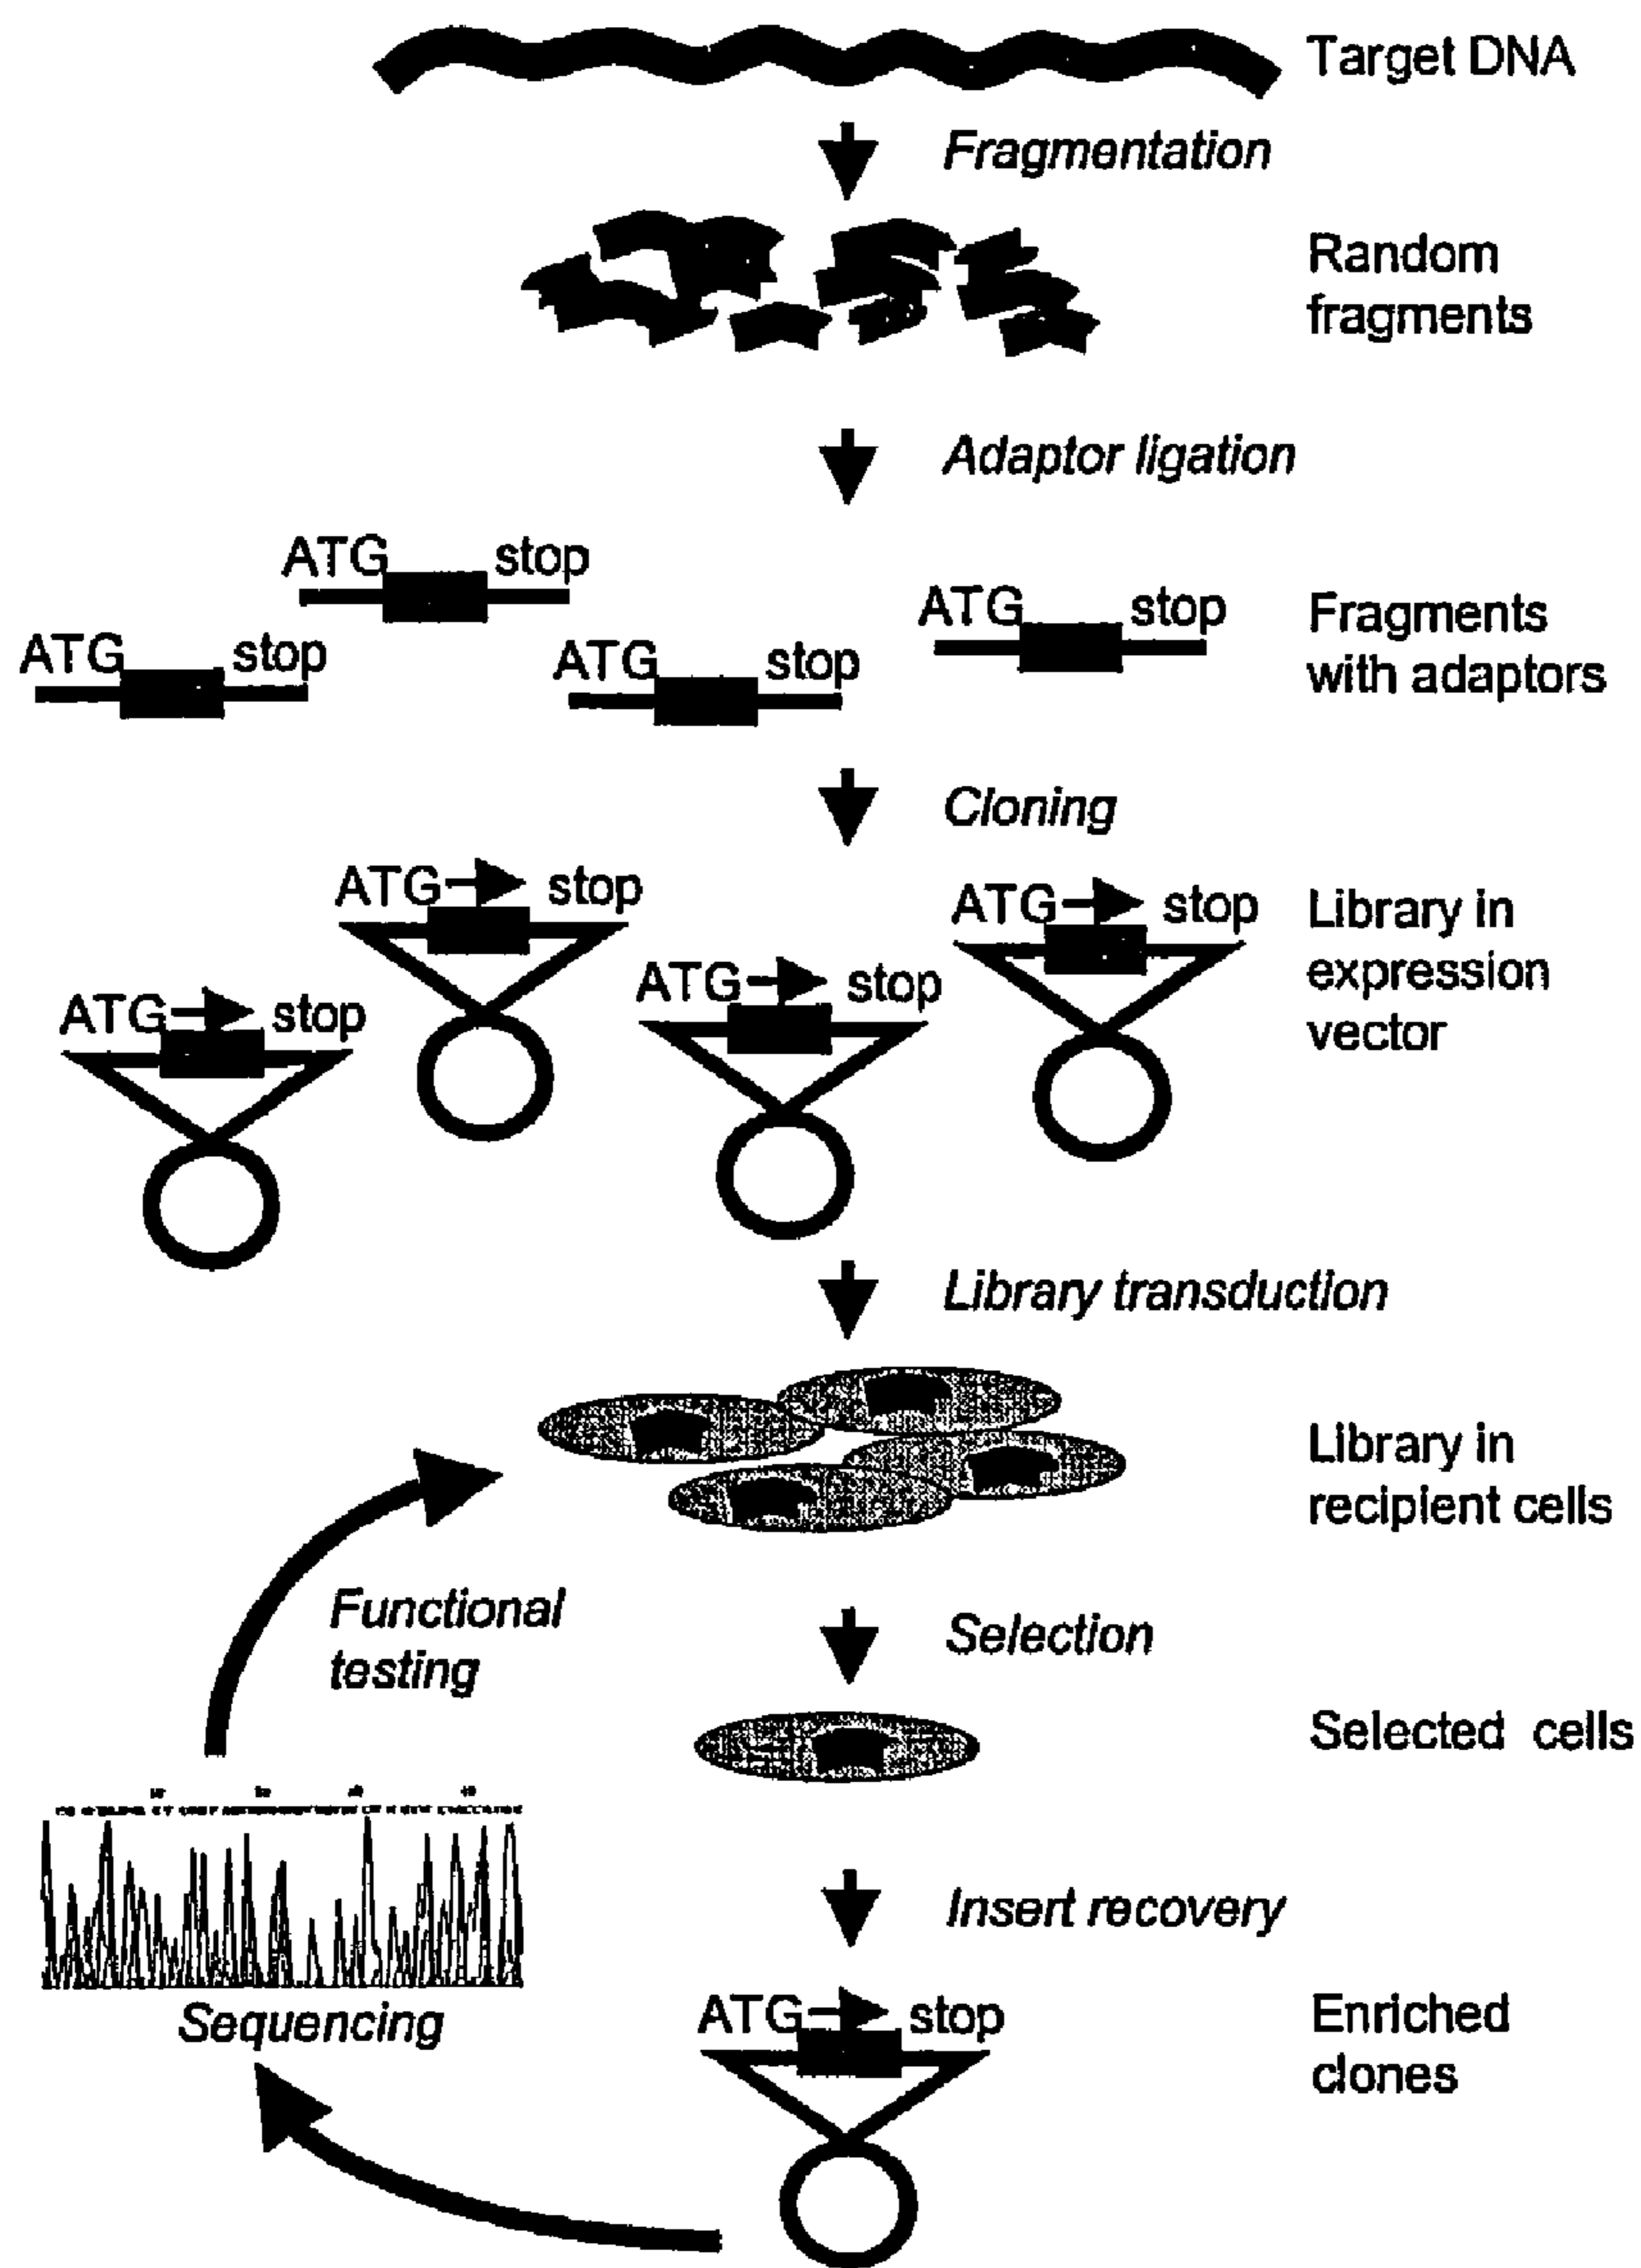 Target DNA
Fragmentation
Random
fragments
Adaptor ligation
ATG stop
ATG stop
Fragments
ATG stop
ATG stop
with adaptors
Cloning
ATG stop
ATG stop
Library in
expression
ATG stop
ATG stop
vector
Library transduction
Library in
recipient cells
Functional
testing
Selection
Selected cells
Insert recovery
Sequencing
ATG stop
Enriched
clones